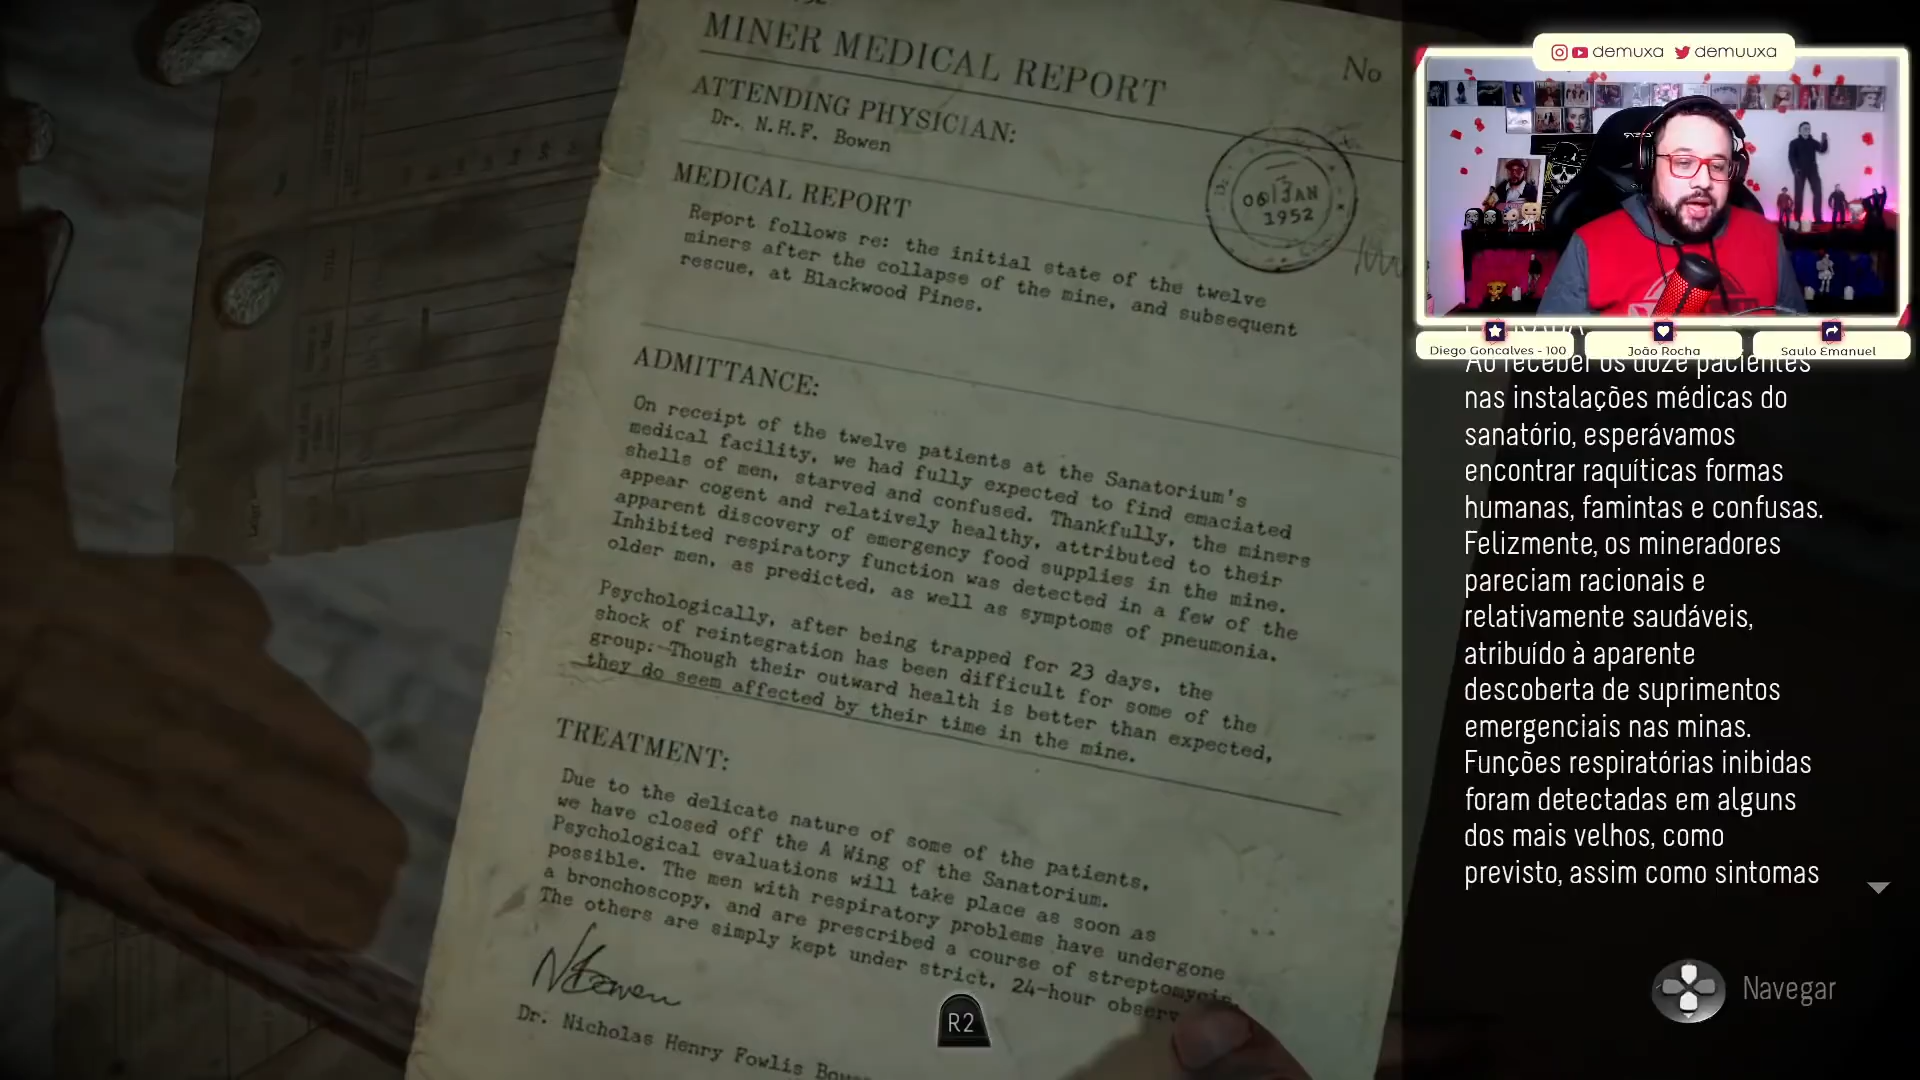 MINER MEDICAL REPORT
No
ATTENDING PHYSICIAN:
Dr. N.H.F. Bowen
06 JAN
1952
MEDICAL REPORT
Report follows re: the initial state of the twelve
miners after the collapse of the mine, and subsequent
rescue, at Blackwood Pines.
ADMITTANCE:
On receipt of the twelve patients at the Sanatorium's
medical facility, we had fully expected to find emaciated
shells of men, starved and confused. Thankfully, the miners
appear cogent and relatively healthy, attributed to their
apparent discovery of emergency food supplies in the mine.
Inhibited respiratory function was detected in a few of the
older men, as predicted, as well as symptoms of pneumonia.
Psychologically, after being trapped for 23 days, the
shock of reintegration has been difficult for some of the
group: Though their outward health is better than expected,
they do seem affected by their time in the mine.
TREATMENT:
Due to the delicate nature of some of the patients,
we have closed off the A Wing of the Sanatorium.
Psychological evaluations will take place as soon as
possible. The men with respiratory problems have undergone
a bronchoscopy, and are prescribed a course of streptomycin.
The others are simply kept under strict, 24-hour observ
NBowen
Dr. Nicholas Henry Fowlis
R2
demuxa demuuxa
Diego Goncalves - 100
João Rocha
Saulo Emanuel
Ao receber os doze pacientes
nas instalações médicas do
sanatório, esperávamos
encontrar raquíticas formas
humanas, famintas e confusas.
Felizmente, os mineradores
pareciam racionais e
relativamente saudáveis,
atribuído à aparente
descoberta de suprimentos
emergenciais nas minas.
Funções respiratórias inibidas
foram detectadas em alguns
dos mais velhos, como
previsto, assim como sintomas
Navegar